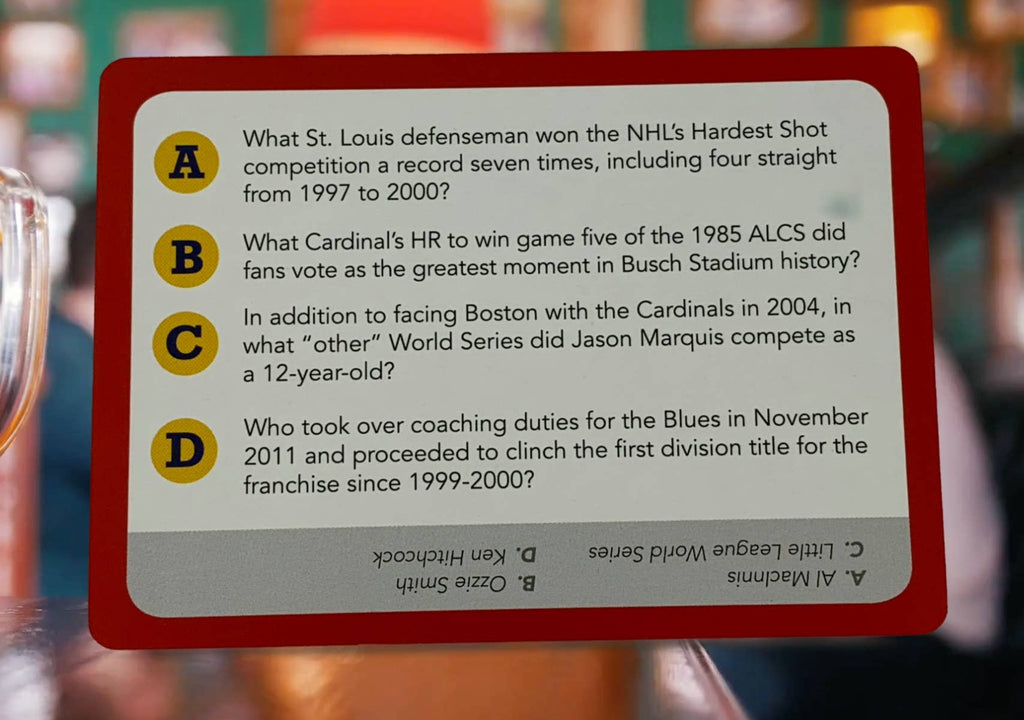 A What St. Louis defenseman won the NHL's Hardest Shot
competition a record seven times, including four straight
from 1997 to 2000?
B What Cardinal's HR to win game five of the 1985 ALCS did
fans vote as the greatest moment in Busch Stadium history?
C In addition to facing Boston with the Cardinals in 2004, in
what "other" World Series did Jason Marquis compete as
a 12-year-old?
D Who took over coaching duties for the Blues in November
2011 and proceeded to clinch the first division title for the
franchise since 1999-2000?
A. Al MacInnis
B. Ozzie Smith
C. Little League World Series
D. Ken Hitchcock